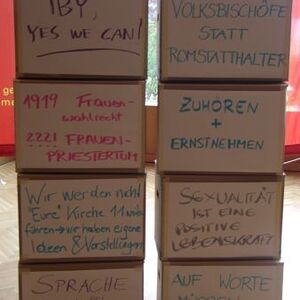 IBY,
YES WE CAN!
VOLKSBISCHÖFE
STATT
ROMSTATTHALTER
1919 Frauen-
wahlrecht
2221 FRAUEN-
PRIESTERTUM
ZUHÖREN
+
ERNSTNEHMEN
Wir werden nicht
"Eure" Kirche
fahren → wir haben eigene
Ideen & Vorstellungen
SEXUALITÄT
IST EINE
POSITIVE
LEBENSKRAFT
SPRACHE
AUF WORTE